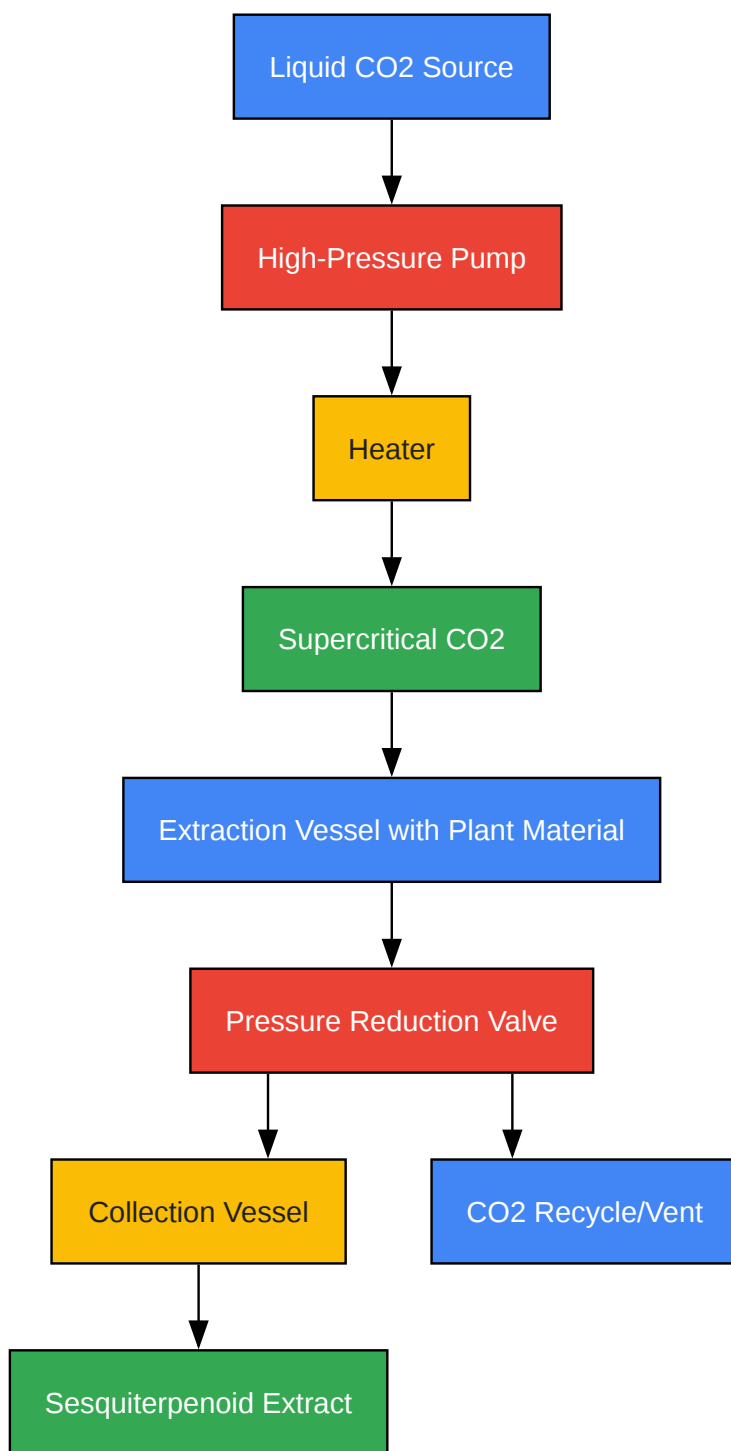 Liquid CO2 Source
High-Pressure Pump
Heater
Supercritical CO2
Extraction Vessel with Plant Material
Pressure Reduction Valve
Collection Vessel
CO2 Recycle/Vent
Sesquiterpenoid Extract